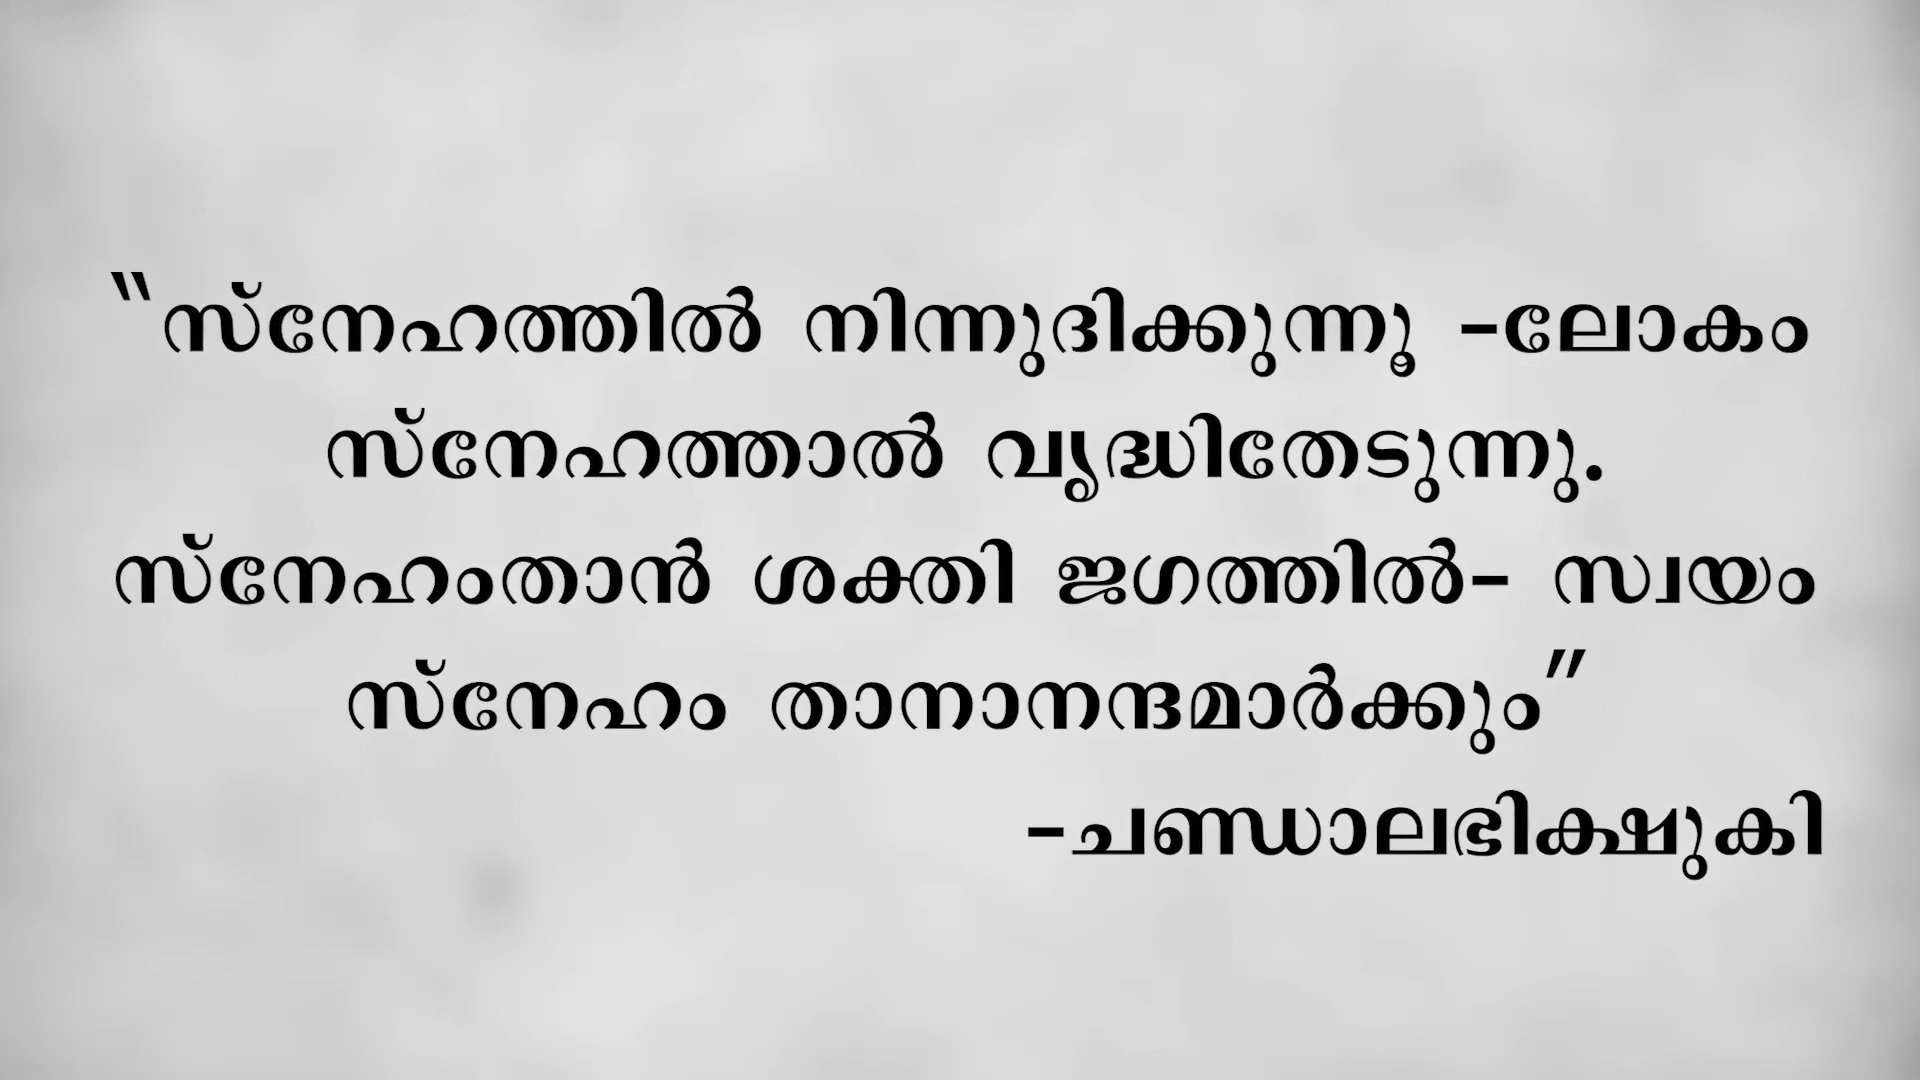 “സ്നേഹത്തിൽ നിന്നുദിക്കുന്നൂ -ലോകം
സ്നേഹത്താൽ വൃദ്ധിതേടുന്നു.
സ്നേഹംതാൻ ശക്തി ജഗത്തിൽ- സ്വയം
സ്നേഹം താനാനന്ദമാർക്കും”
-ചണ്ഡാലഭിക്ഷുകി